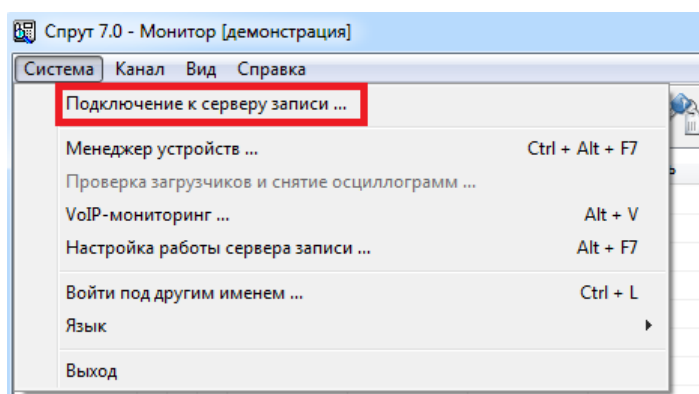 Спрут 7.0 - Монитор [демонстрация]
Система Канал Вид Справка
Подключение к серверу записи ...
Менеджер устройств ... Ctrl + Alt + F7
Проверка загрузчиков и снятие осциллограмм ...
VoIP-мониторинг ... Alt + V
Настройка работы сервера записи ... Alt + F7
Войти под другим именем ... Ctrl + L
Язык
Выход